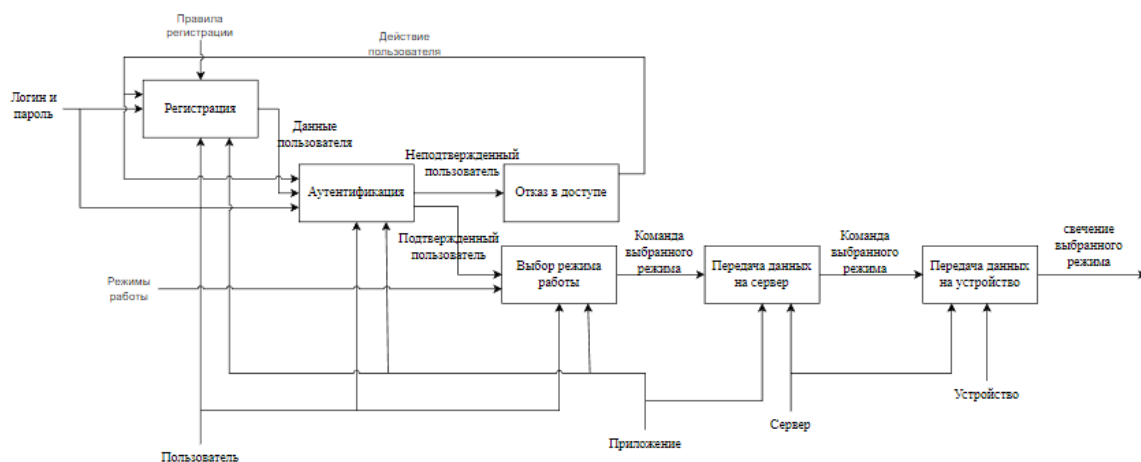 Правила
регистрации
Действие
пользователя
Логин и
пароль
Регистрация
Данные
пользователя
Неподтвержденный
пользователь
Аутентификация
Отказ в доступе
Подтвержденный
пользователь
Команда
выбранного
режима
Команда
выбранного
режима
свечение
выбранного
режима
Выбор режима
работы
Передача данных
на сервер
Передача данных
на устройство
Режимы
работы
Устройство
Сервер
Приложение
Пользователь